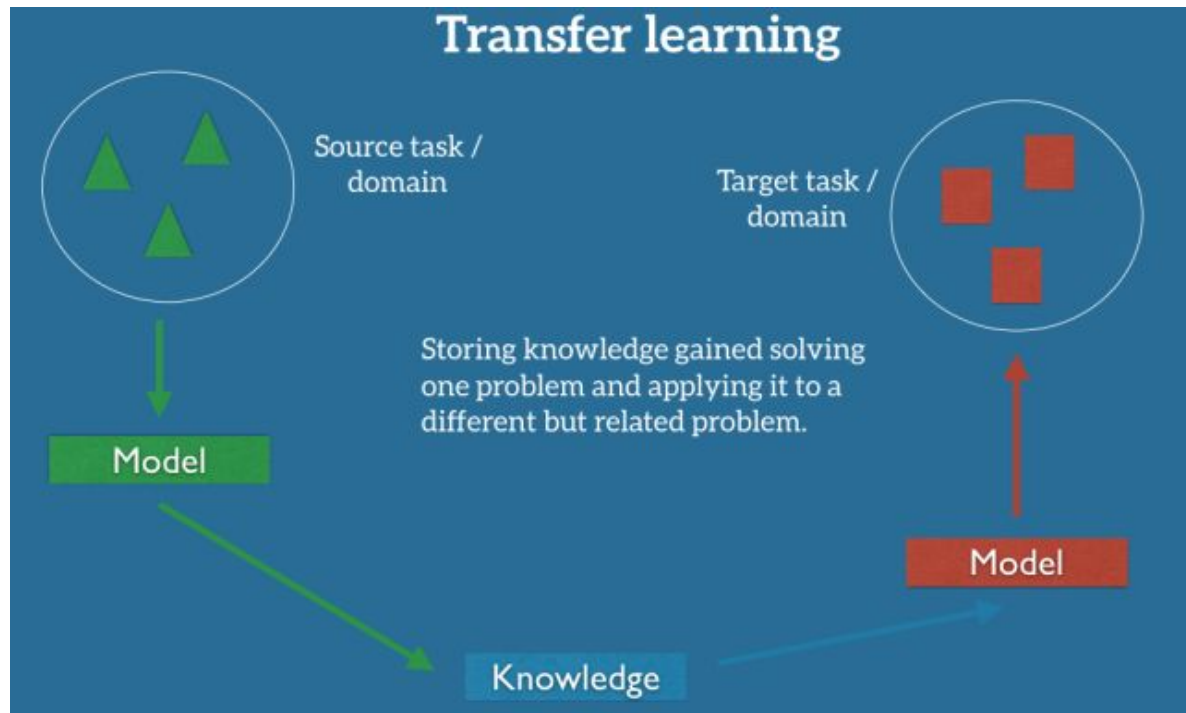 Transfer learning
Source task /
domain
Target task /
domain
Storing knowledge gained solving
one problem and applying it to a
different but related problem.
Model
Model
Knowledge